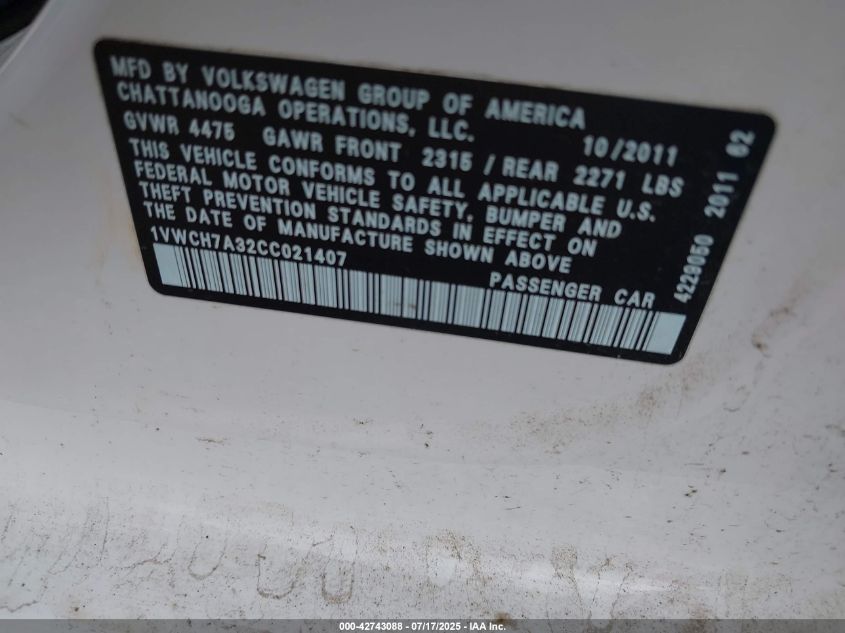 MFD BY VOLKSWAGEN GROUP OF AMERICA
CHATTANOOGA OPERATIONS, LLC.
10/2011
GVWR 4475 GAWR FRONT 2315 / REAR 2271 LBS
THIS VEHICLE CONFORMS TO ALL APPLICABLE U.S.
FEDERAL MOTOR VEHICLE SAFETY, BUMPER AND
THEFT PREVENTION STANDARDS IN EFFECT ON
THE DATE OF MANUFACTURE SHOWN ABOVE
1VWCH7A32CC021407
PASSENGER CAR
4229050 2011 62
000-42743088 - 07/17/2025 - IAA Inc.